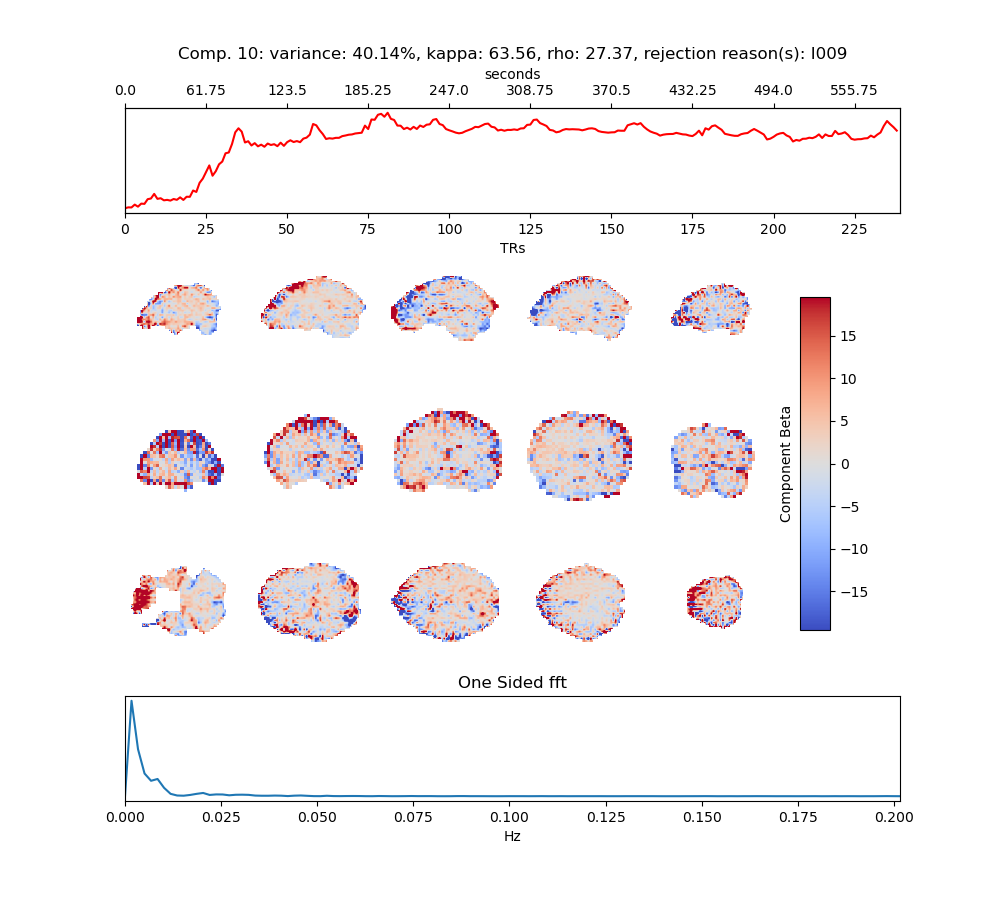 Comp. 10: variance: 40.14%, kappa: 63.56, rho: 27.37, rejection reason(s): I009
seconds
0.0 61.75 123.5 185.25 247.0 308.75 370.5 432.25 494.0 555.75
0 25 50 75 100 125 150 175 200 225
TRs
15
10
5
0
−5
−10
−15
Component Beta
One Sided fft
0.000 0.025 0.050 0.075 0.100 0.125 0.150 0.175 0.200
Hz